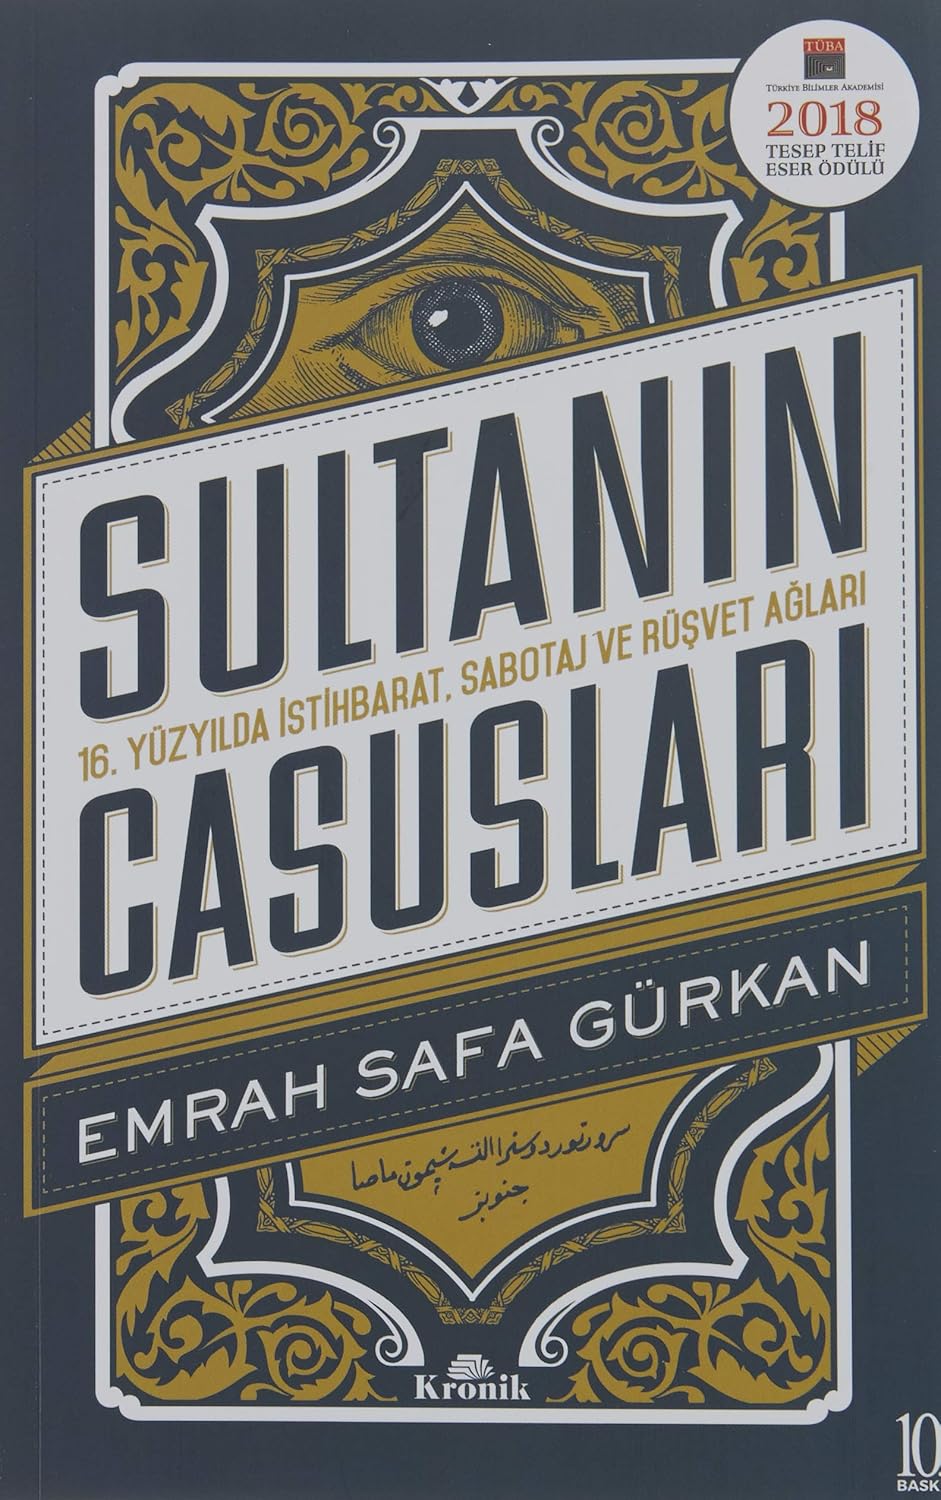 TÜBA
TÜRKİYE BİLİMLER AKADEMİSİ
2018
TESEP TELİF
ESER ÖDÜLÜ
SULTANIN
16. YÜZYILDA İSTİHBARAT, SABOTAJ VE RÜŞVET AĞLARI
CASUSLARI
EMRAH SAFA GÜRKAN
Kronik
10.
BASKI